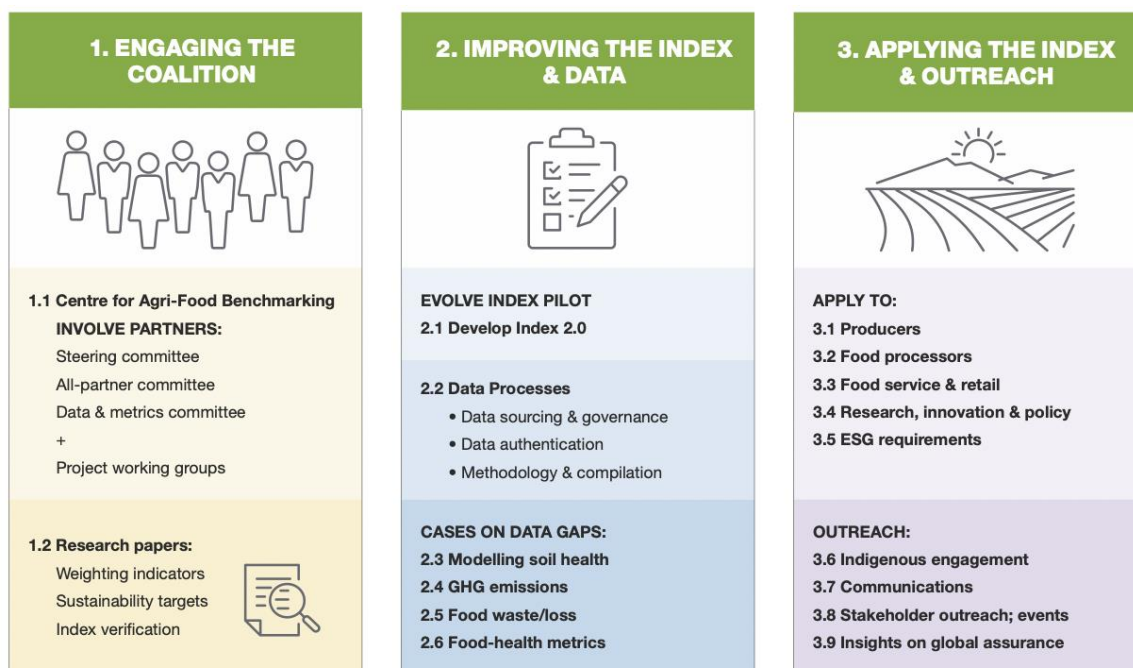 1. ENGAGING THE
COALITION
1.1 Centre for Agri-Food Benchmarking
INVOLVE PARTNERS:
Steering committee
All-partner committee
Data & metrics committee
+
Project working groups
1.2 Research papers:
Weighting indicators
Sustainability targets
Index verification
2. IMPROVING THE INDEX
& DATA
EVOLVE INDEX PILOT
2.1 Develop Index 2.0
2.2 Data Processes
• Data sourcing & governance
• Data authentication
• Methodology & compilation
CASES ON DATA GAPS:
2.3 Modelling soil health
2.4 GHG emissions
2.5 Food waste/loss
2.6 Food-health metrics
3. APPLYING THE INDEX
& OUTREACH
APPLY TO:
3.1 Producers
3.2 Food processors
3.3 Food service & retail
3.4 Research, innovation & policy
3.5 ESG requirements
OUTREACH:
3.6 Indigenous engagement
3.7 Communications
3.8 Stakeholder outreach; events
3.9 Insights on global assurance